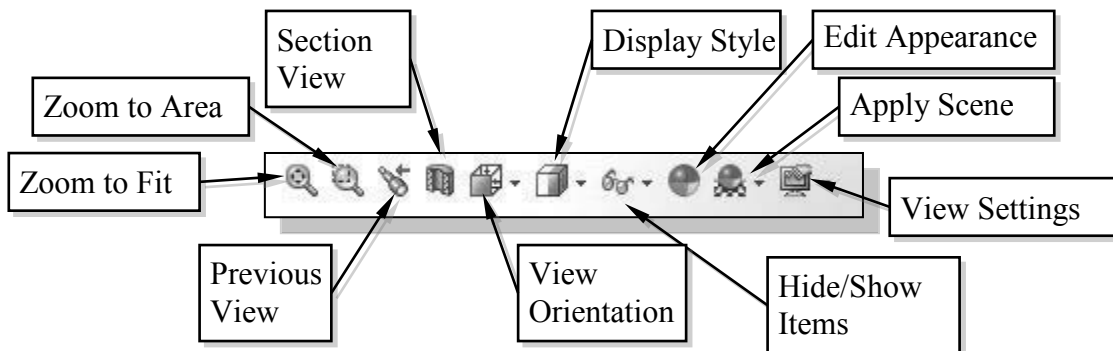 Section
View
Display Style
Edit Appearance
Zoom to Area
Apply Scene
Zoom to Fit
View Settings
Previous
View
View
Orientation
Hide/Show
Items